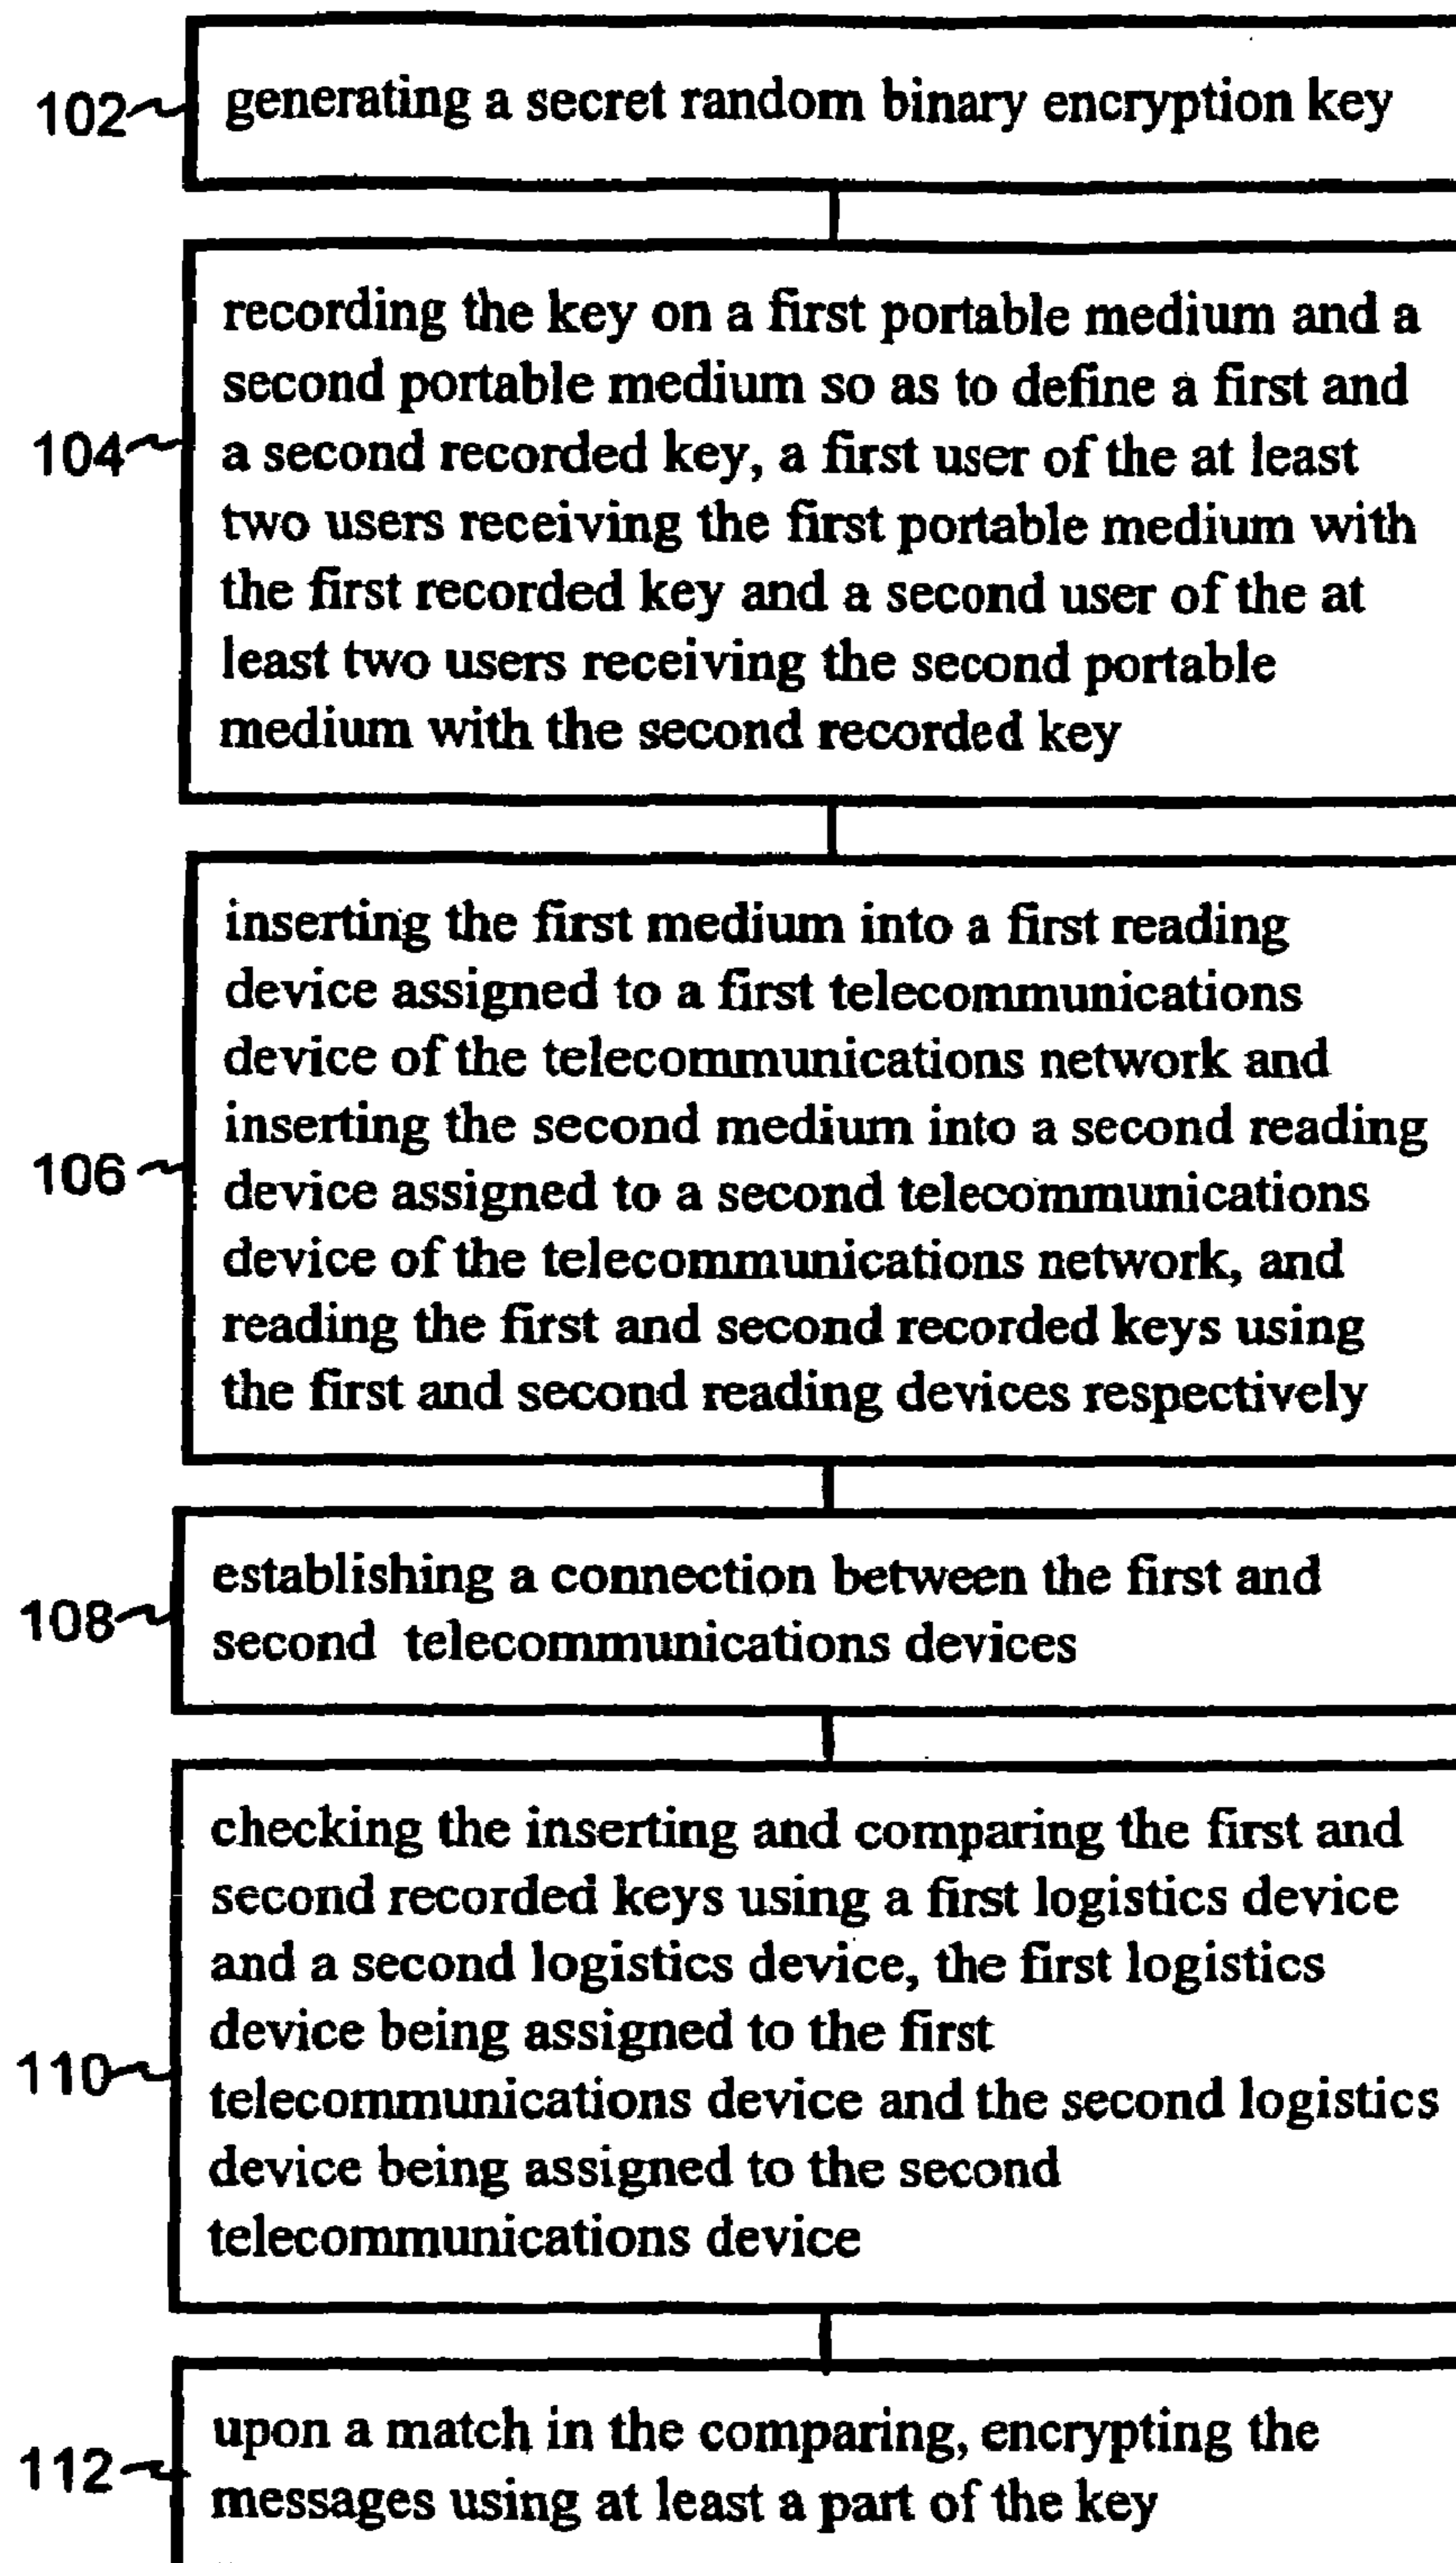 102 generating a secret random binary encryption key
recording the key on a first portable medium and a
second portable medium so as to define a first and
104 a second recorded key, a first user of the at least
two users receiving the first portable medium with
the first recorded key and a second user of the at
least two users receiving the second portable
medium with the second recorded key
inserting the first medium into a first reading
device assigned to a first telecommunications
device of the telecommunications network and
inserting the second medium into a second reading
106 device assigned to a second telecommunications
device of the telecommunications network, and
reading the first and second recorded keys using
the first and second reading devices respectively
establishing a connection between the first and
108 second telecommunications devices
checking the inserting and comparing the first and
second recorded keys using a first logistics device
and a second logistics device, the first logistics
device being assigned to the first
110 telecommunications device and the second logistics
device being assigned to the second
telecommunications device
upon a match in the comparing, encrypting the
112 messages using at least a part of the key